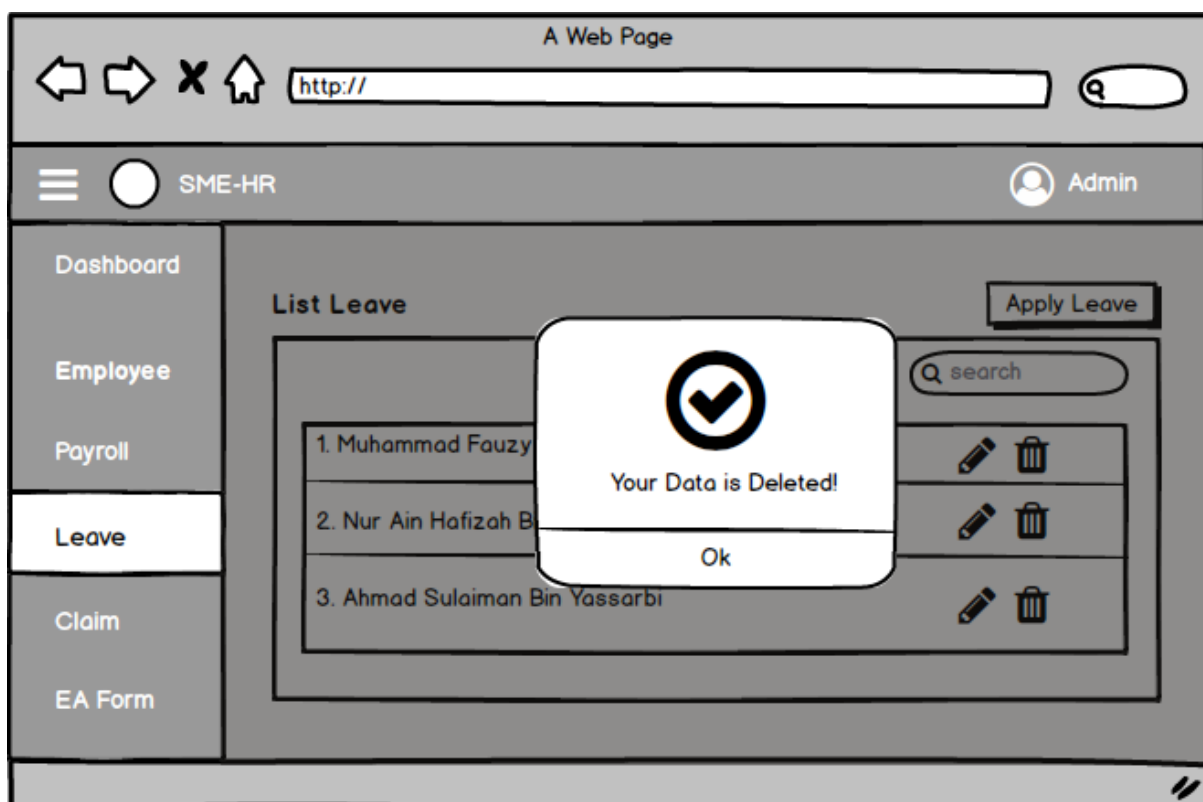 A Web Page
http://
SME-HR
Admin
Dashboard
Employee
Payroll
Leave
Claim
EA Form
List Leave
Apply Leave
search
1. Muhammad Fauzy
2. Nur Ain Hafizah
3. Ahmad Sulaiman Bin Yassarbi
Your Data is Deleted!
Ok